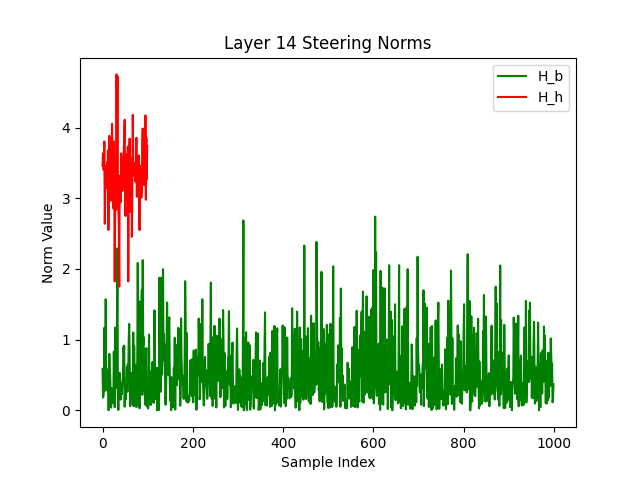 Layer 14 Steering Norms
H_b
H_h
Norm Value
4
3
2
1
0
0 200 400 600 800 1000
Sample Index